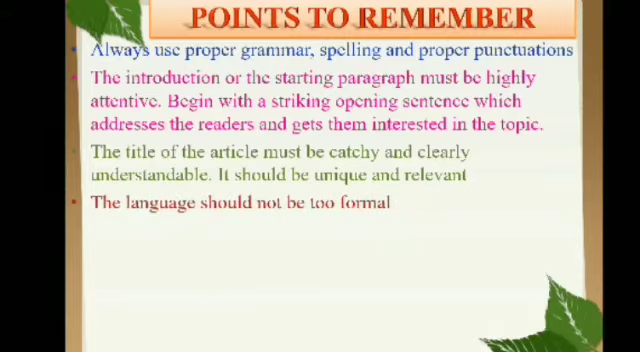 POINTS TO REMEMBER
• Always use proper grammar, spelling and proper punctuations
• The introduction or the starting paragraph must be highly
attentive. Begin with a striking opening sentence which
addresses the readers and gets them interested in the topic.
• The title of the article must be catchy and clearly
understandable. It should be unique and relevant
• The language should not be too formal